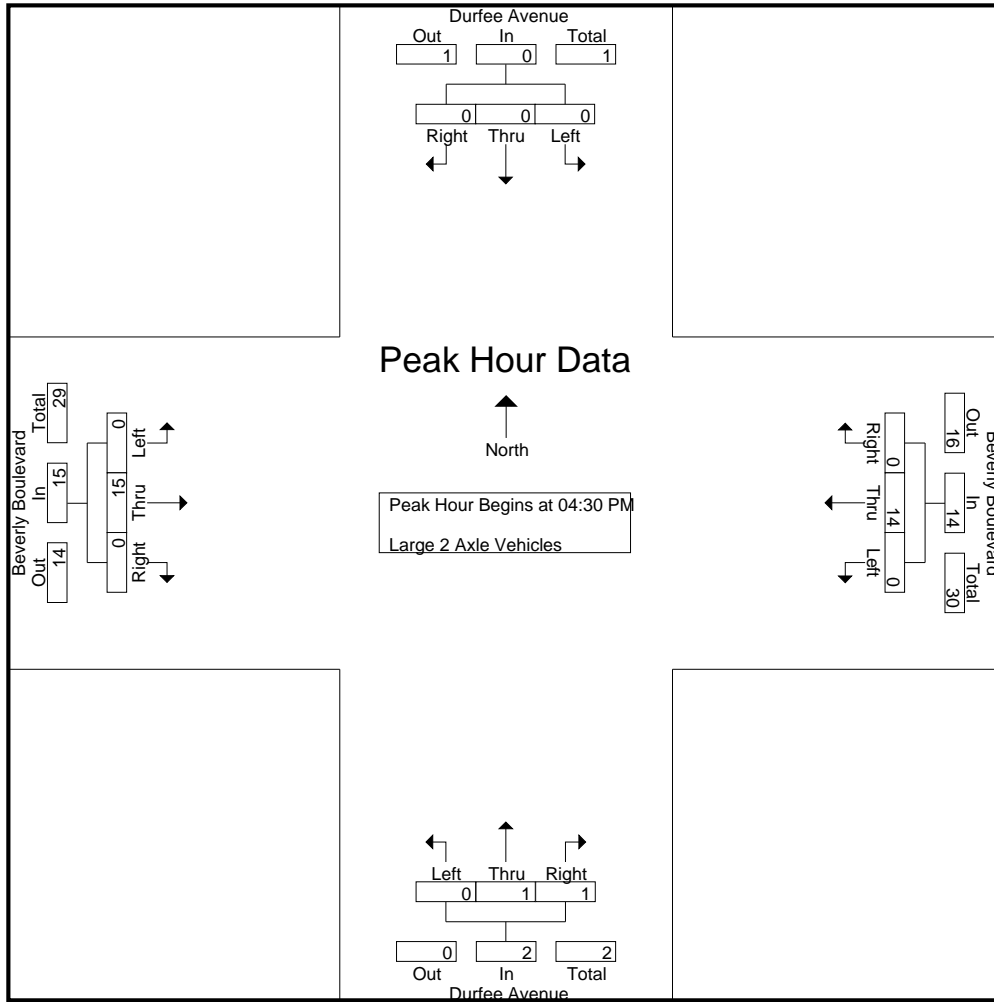 Durfee Avenue
Out In Total
1 0 1
0 0 0
Right Thru Left
Peak Hour Data
North
Peak Hour Begins at 04:30 PM
Large 2 Axle Vehicles
Beverly Boulevard
Out In Total
14 15 29
0 15 0
Right Thru Left
Right Thru Left
0 14 0
16 14 30
Out In Total
Beverly Boulevard
Left Thru Right
0 1 1
0 2 2
Out In Total
Durfee Avenue